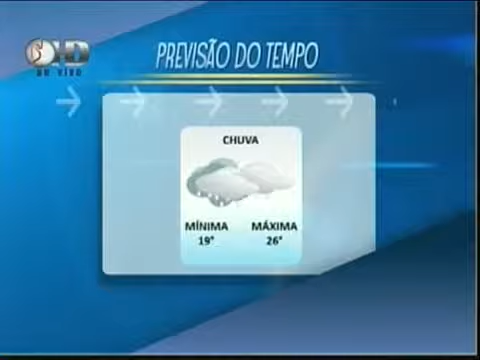 HD
AO VIVO
PREVISÃO DO TEMPO
CHUVA
MÍNIMA MÁXIMA
19° 26°